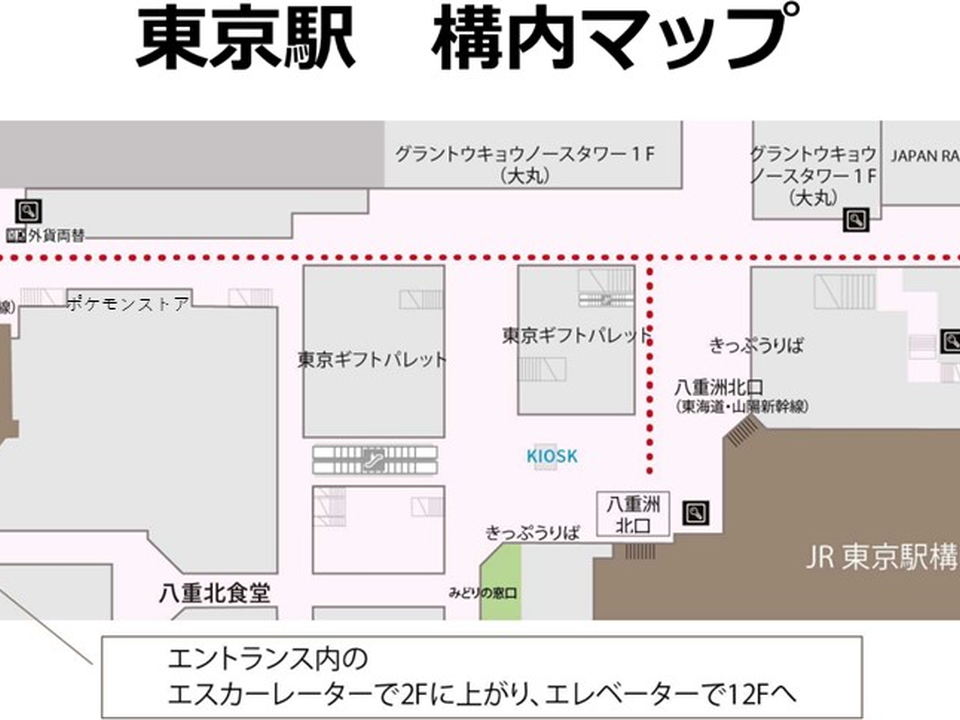 東京駅　構内マップ
グラントウキョウノースタワー１F
（大丸）
グラントウキョウ
ノースタワー１F
（大丸）
JAPAN RA
外貨両替
線）
ポケモンストア
東京ギフトパレット
東京ギフトパレット
きっぷうりば
八重洲北口
（東海道・山陽新幹線）
KIOSK
八重洲
北口
きっぷうりば
JR 東京駅構
八重北食堂
みどりの窓口
エントランス内の
エスカーレーターで2Fに上がり、エレベーターで12Fへ